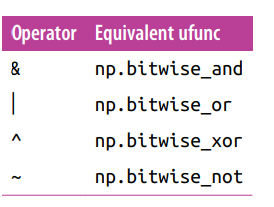 Operator Equivalent ufunc
& np.bitwise_and
| np.bitwise_or
^ np.bitwise_xor
~ np.bitwise_not